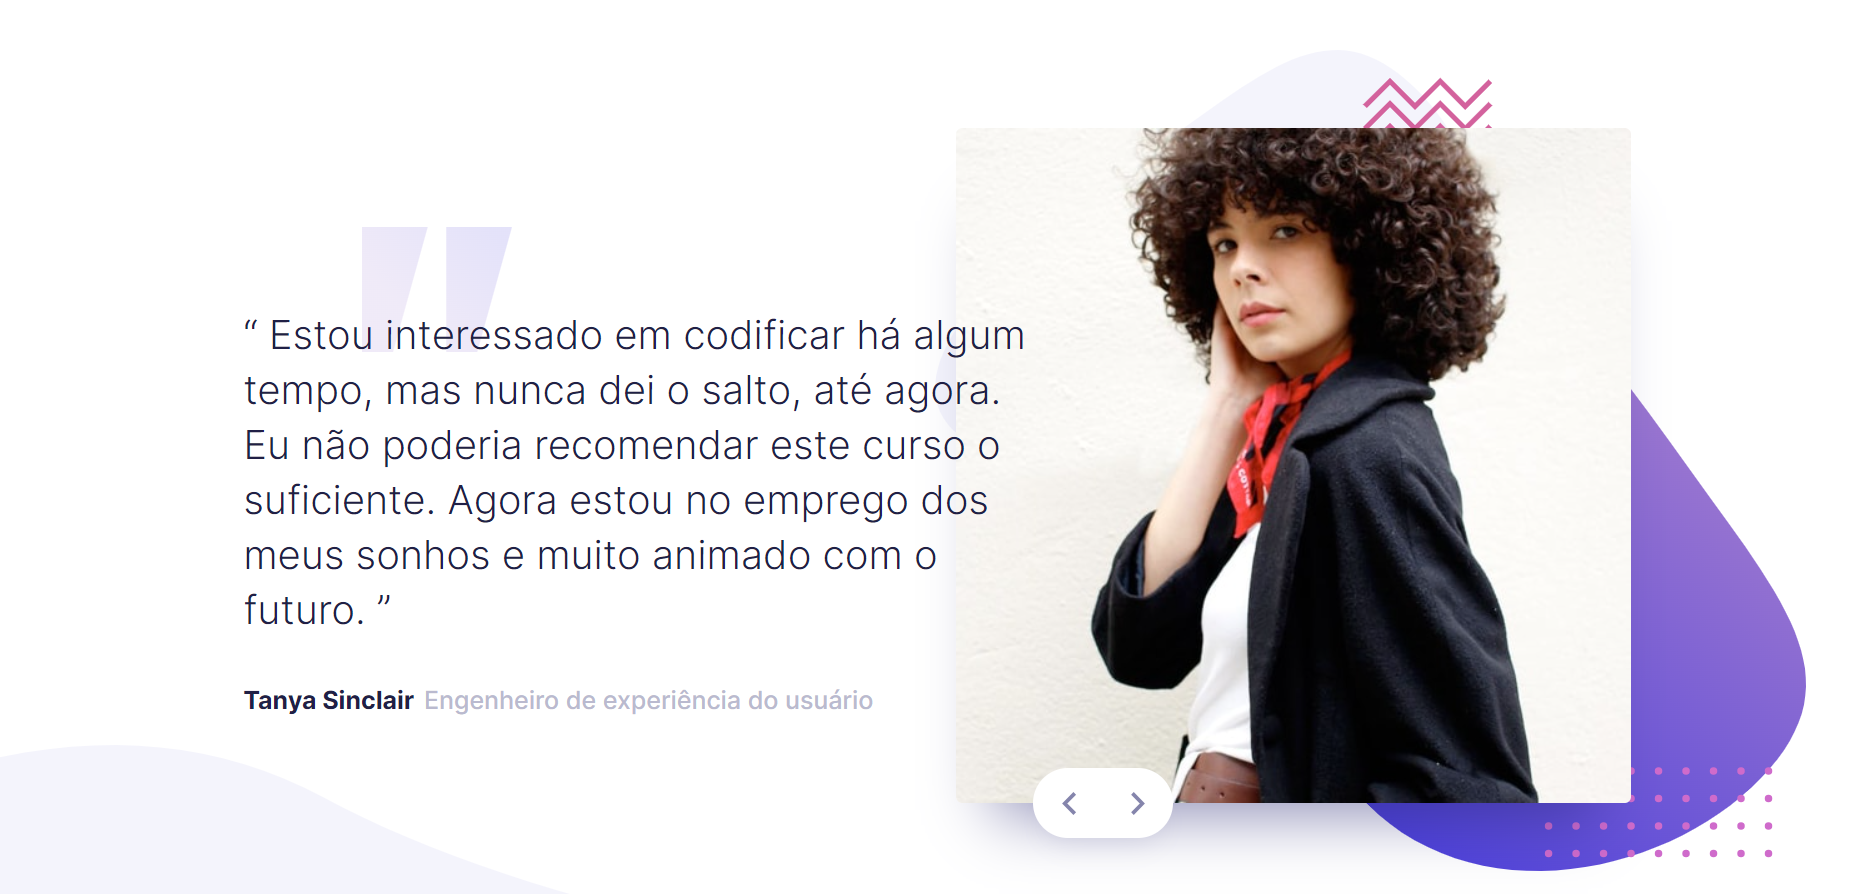 “ Estou interessado em codificar há algum
tempo, mas nunca dei o salto, até agora.
Eu não poderia recomendar este curso o
suficiente. Agora estou no emprego dos
meus sonhos e muito animado com o
futuro. ”
Tanya Sinclair Engenheiro de experiência do usuário